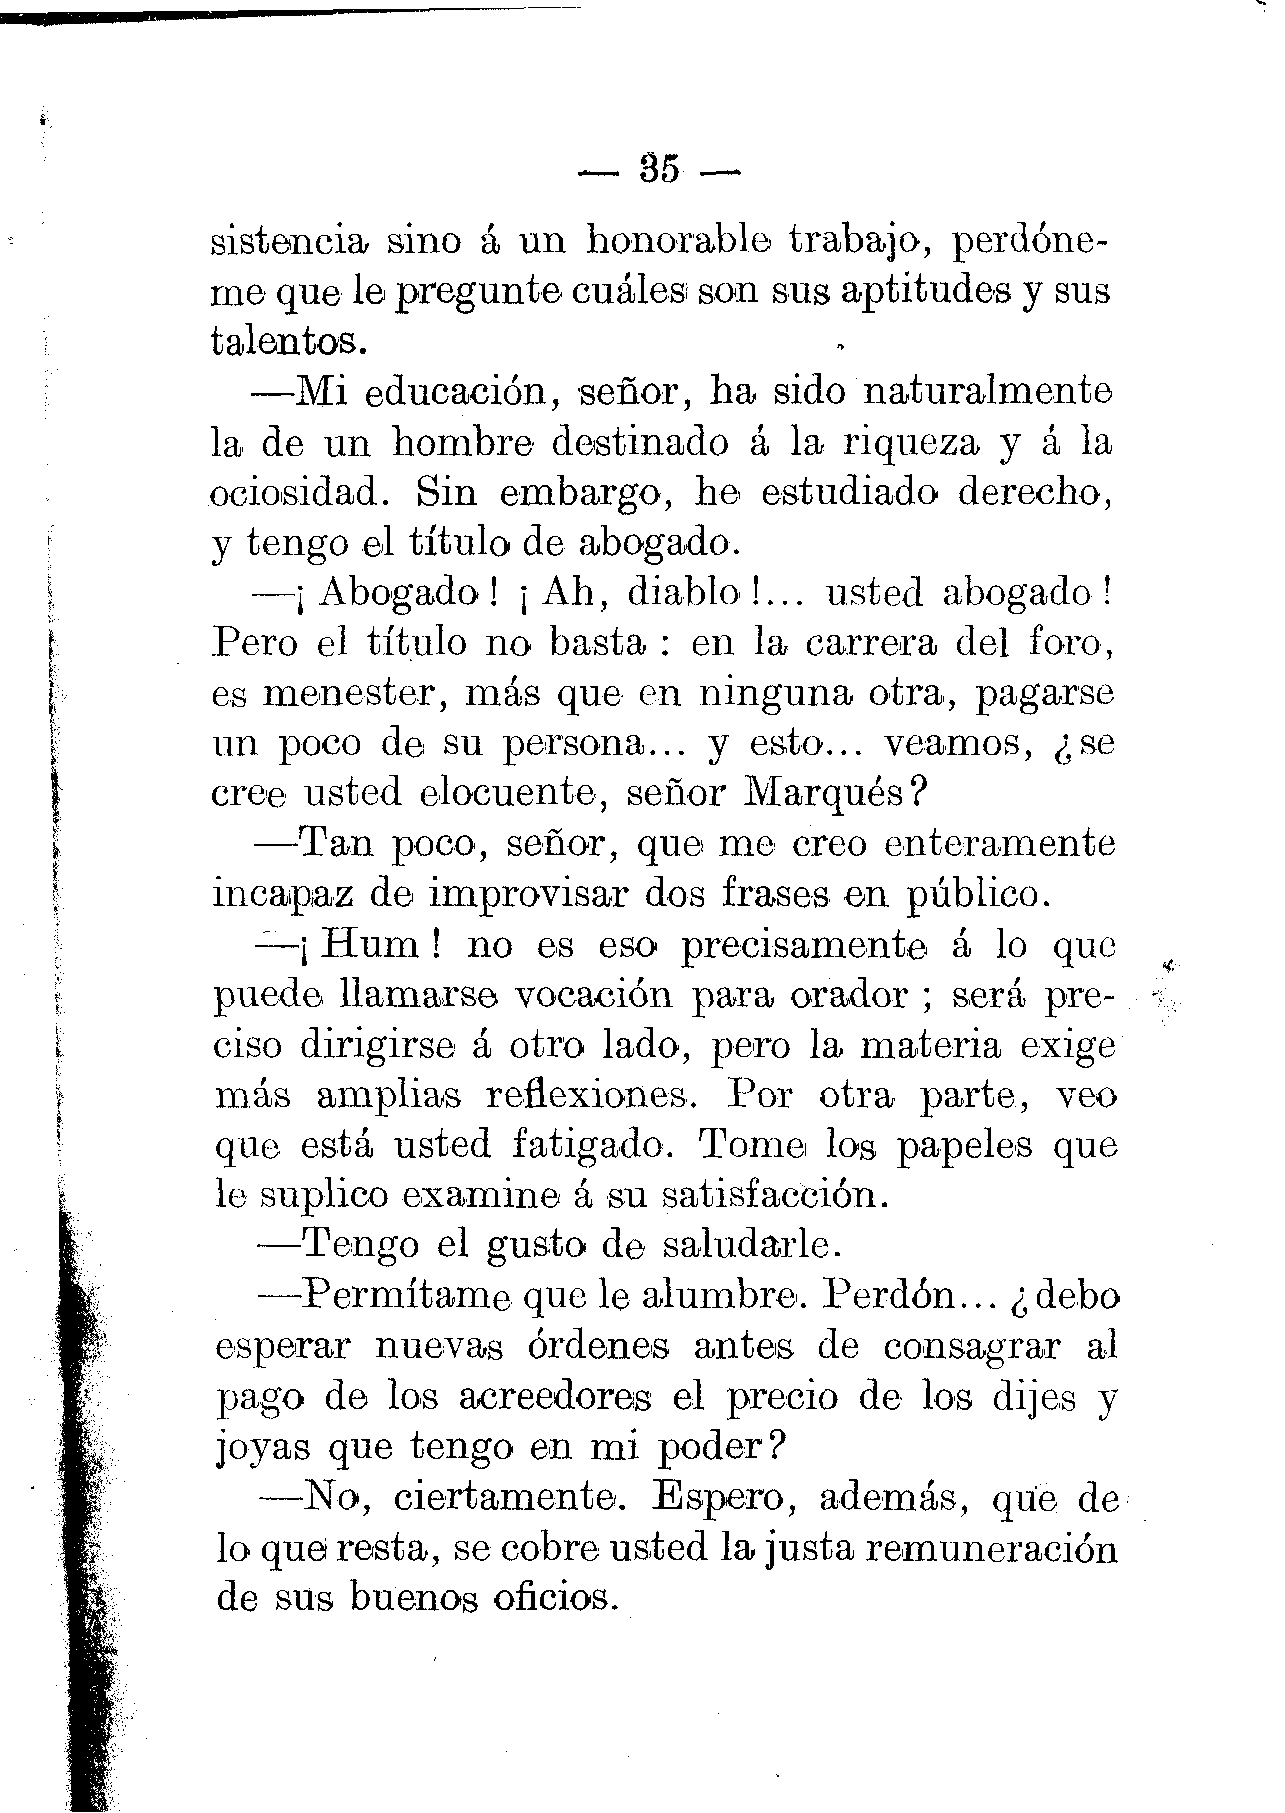 — 35 —
sistencia sino á un honorable trabajo, perdóne-
me que le pregunte cuáles son sus aptitudes y sus
talentos.
—Mi educación, señor, ha sido naturalmente
la de un hombre destinado á la riqueza y á la
ociosidad. Sin embargo, he estudiado derecho,
y tengo el título de abogado.
—¡ Abogado ! ¡ Ah, diablo !... usted abogado !
Pero el título no basta : en la carrera del foro,
es menester, más que en ninguna otra, pagarse
un poco de su persona... y esto... veamos, ¿ se
cree usted elocuente, señor Marqués?
—Tan poco, señor, que me creo enteramente
incapaz de improvisar dos frases en público.
—¡ Hum ! no es eso precisamente á lo que
puede llamarse vocación para orador ; será pre-
ciso dirigirse á otro lado, pero la materia exige
más amplias reflexiones. Por otra parte, veo
que está usted fatigado. Tome los papeles que
le suplico examine á su satisfacción.
—Tengo el gusto de saludarle.
—Permítame que le alumbre. Perdón... ¿ debo
esperar nuevas órdenes antes de consagrar al
pago de los acreedores el precio de los dijes y
joyas que tengo en mi poder?
—No, ciertamente. Espero, además, que de
lo que resta, se cobre usted la justa remuneración
de sus buenos oficios.